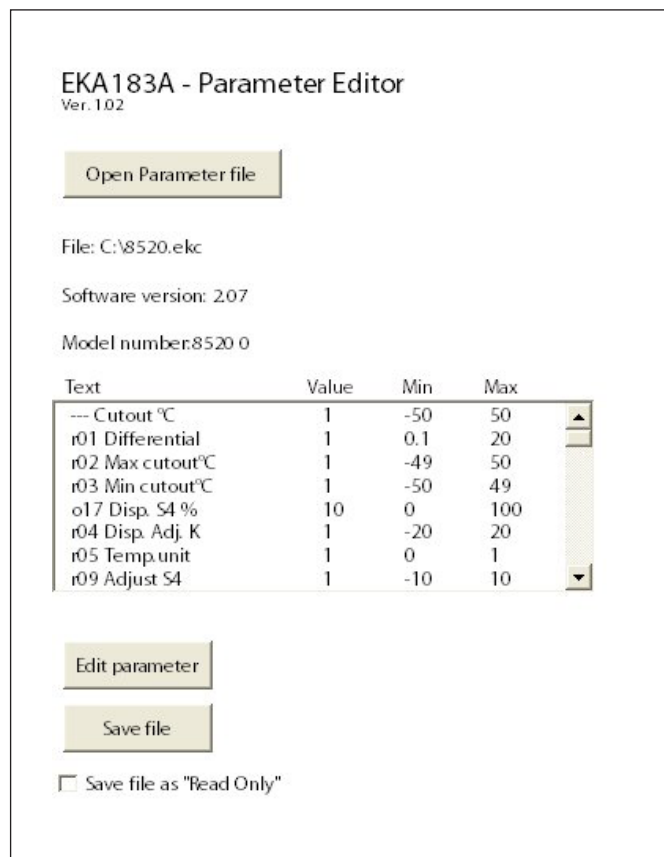 EKA183A - Parameter Editor
Ver. 1.02
Open Parameter file
File: C:\8520.ekc
Software version: 2.07
Model number:8520 0
Text Value Min Max
--- Cutout °C 1 -50 50
r01 Differential 1 0.1 20
r02 Max cutout°C 1 -49 50
r03 Min cutout°C 1 -50 49
o17 Disp. S4 % 10 0 100
r04 Disp. Adj. K 1 -20 20
r05 Temp.unit 1 0 1
r09 Adjust S4 1 -10 10
Edit parameter
Save file
Save file as "Read Only"